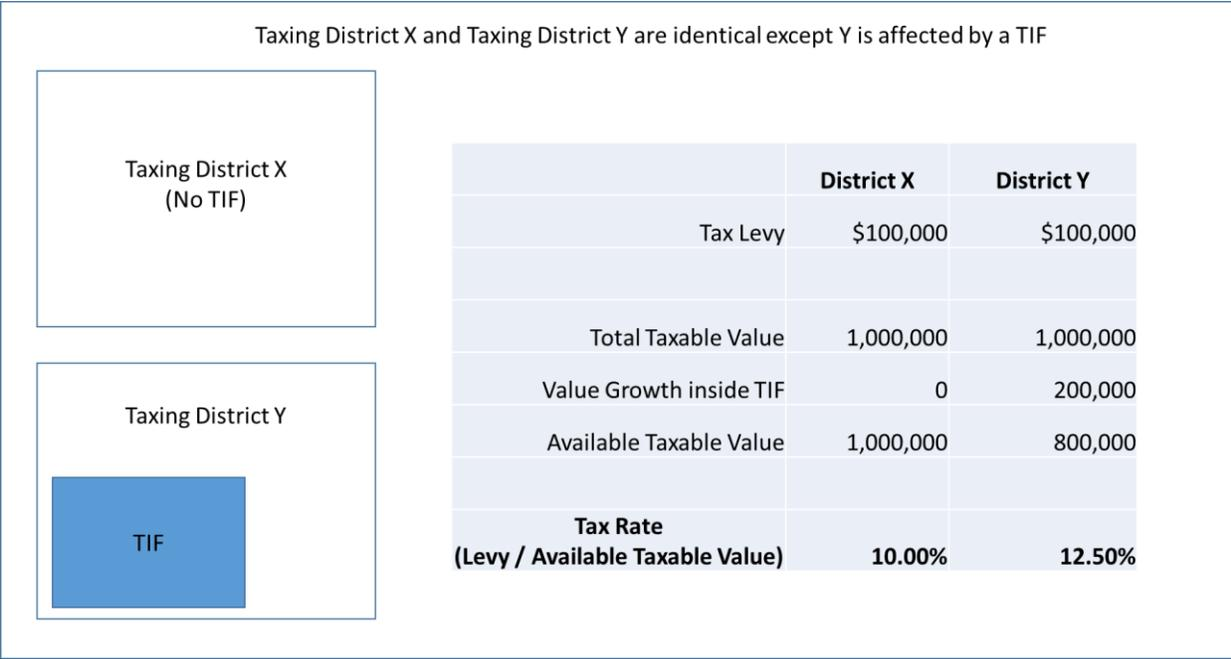 Taxing District X and Taxing District Y are identical except Y is affected by a TIF
Taxing District X
(No TIF)
Taxing District Y
TIF
District X District Y
Tax Levy $100,000 $100,000
Total Taxable Value 1,000,000 1,000,000
Value Growth inside TIF 0 200,000
Available Taxable Value 1,000,000 800,000
Tax Rate
(Levy / Available Taxable Value) 10.00% 12.50%